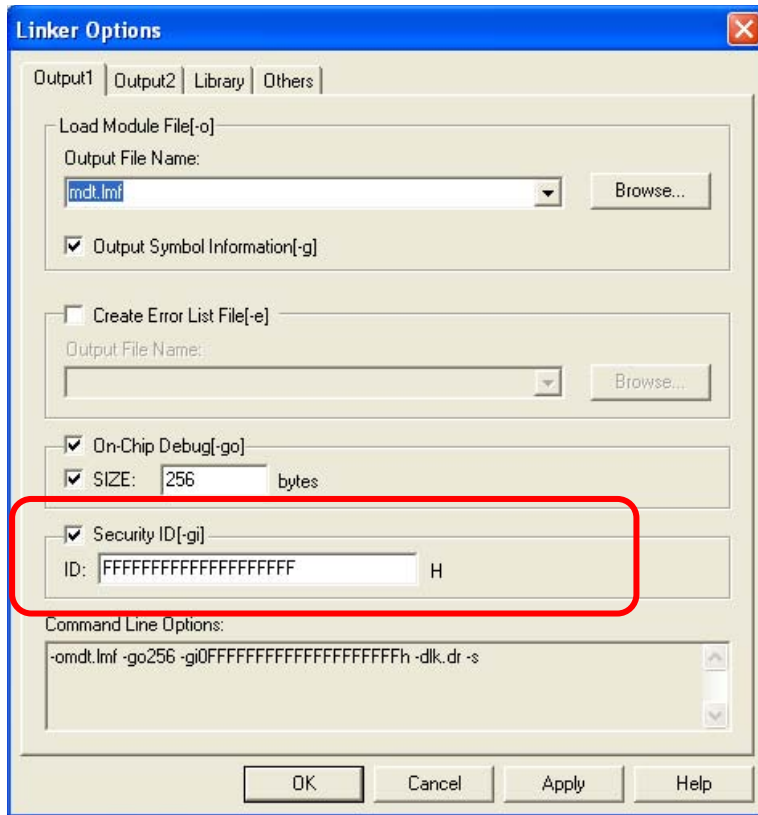 Linker Options
Output1 Output2 Library Others
Load Module File[-o]
Output File Name:
mdt.lmf
Browse...
Output Symbol Information[-g]
Create Error List File[-e]
Output File Name:
Browse...
On-Chip Debug[-go]
SIZE: 256 bytes
Security ID[-gi]
ID: FFFFFFFFFFFFFFFFFFFF H
Command Line Options:
-omdt.lmf -go256 -gi0FFFFFFFFFFFFFFFFFFFFh -dlk.dr -s
OK Cancel Apply Help